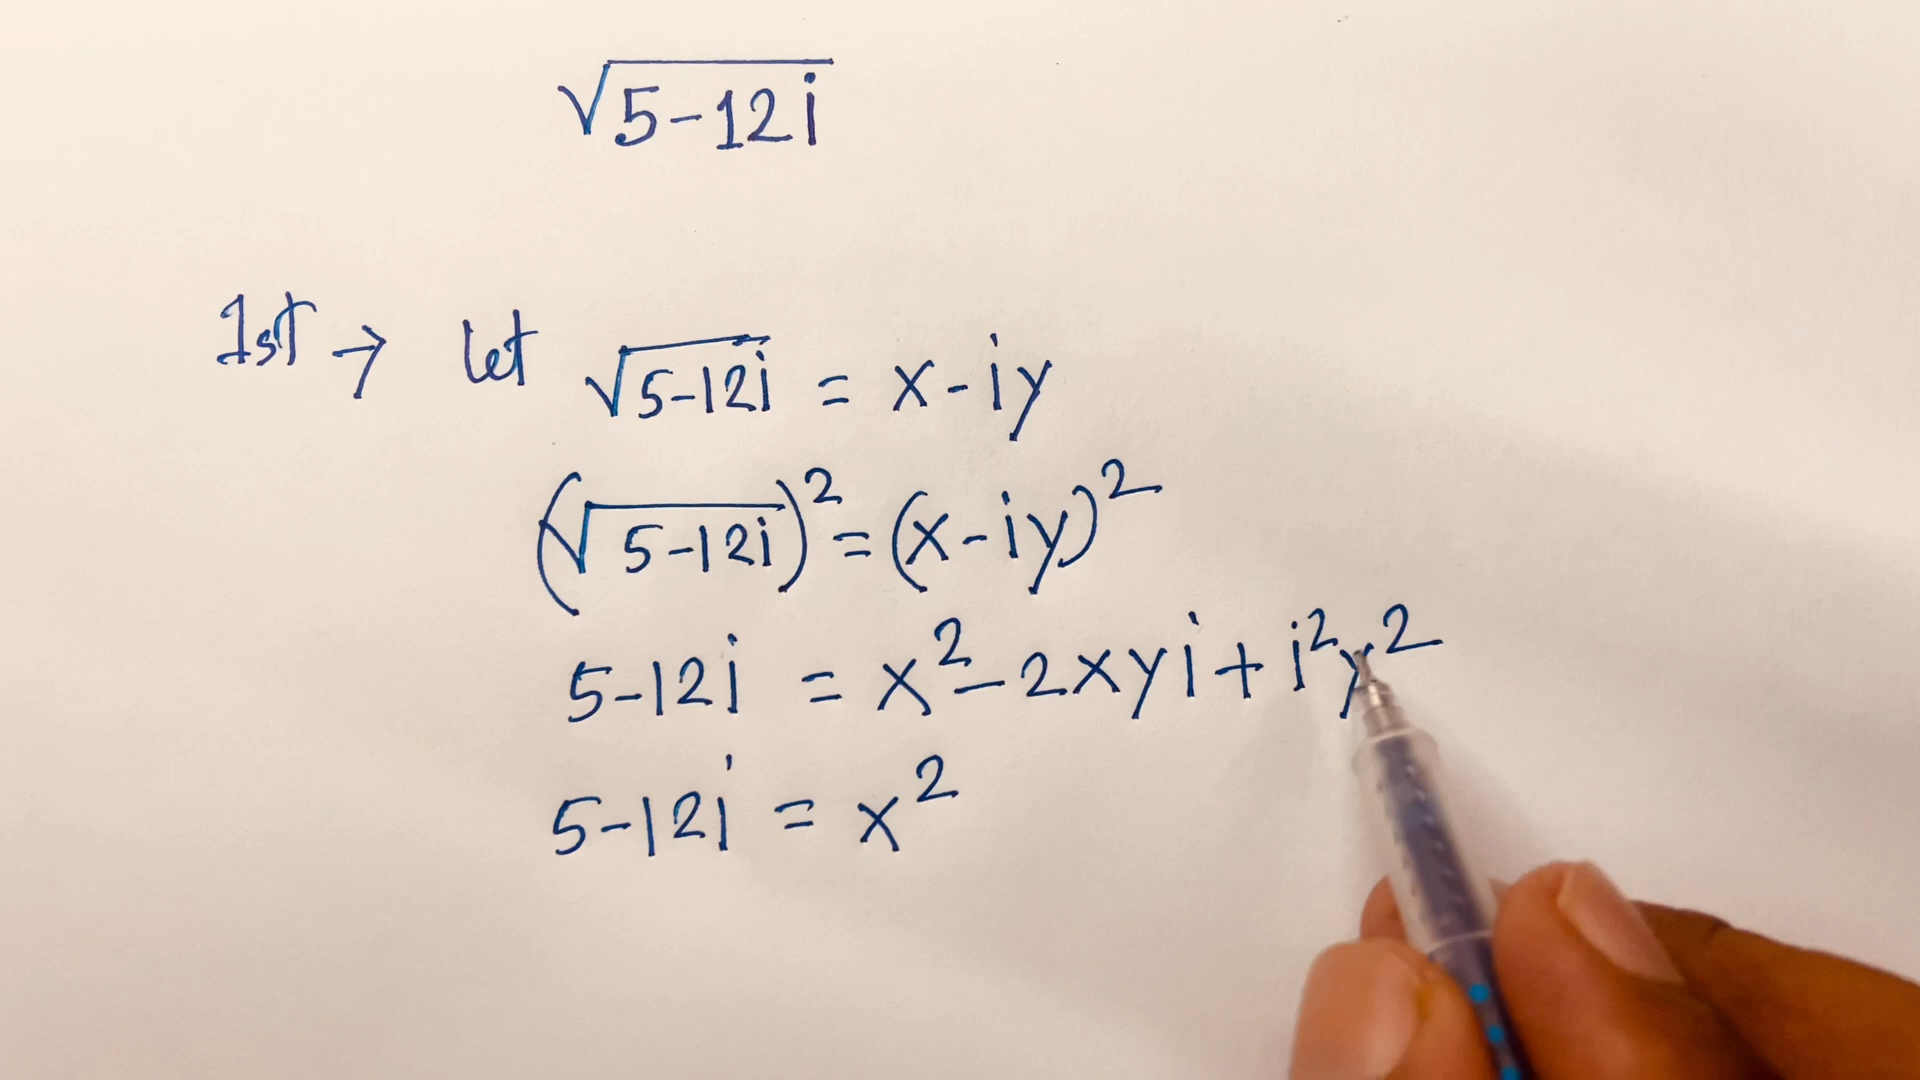 √5-12i
1st → let √5-12i = x-iy
(√5-12i)² = (x-iy)²
5-12i = x²-2xyi+i²y²
5-12i = x²